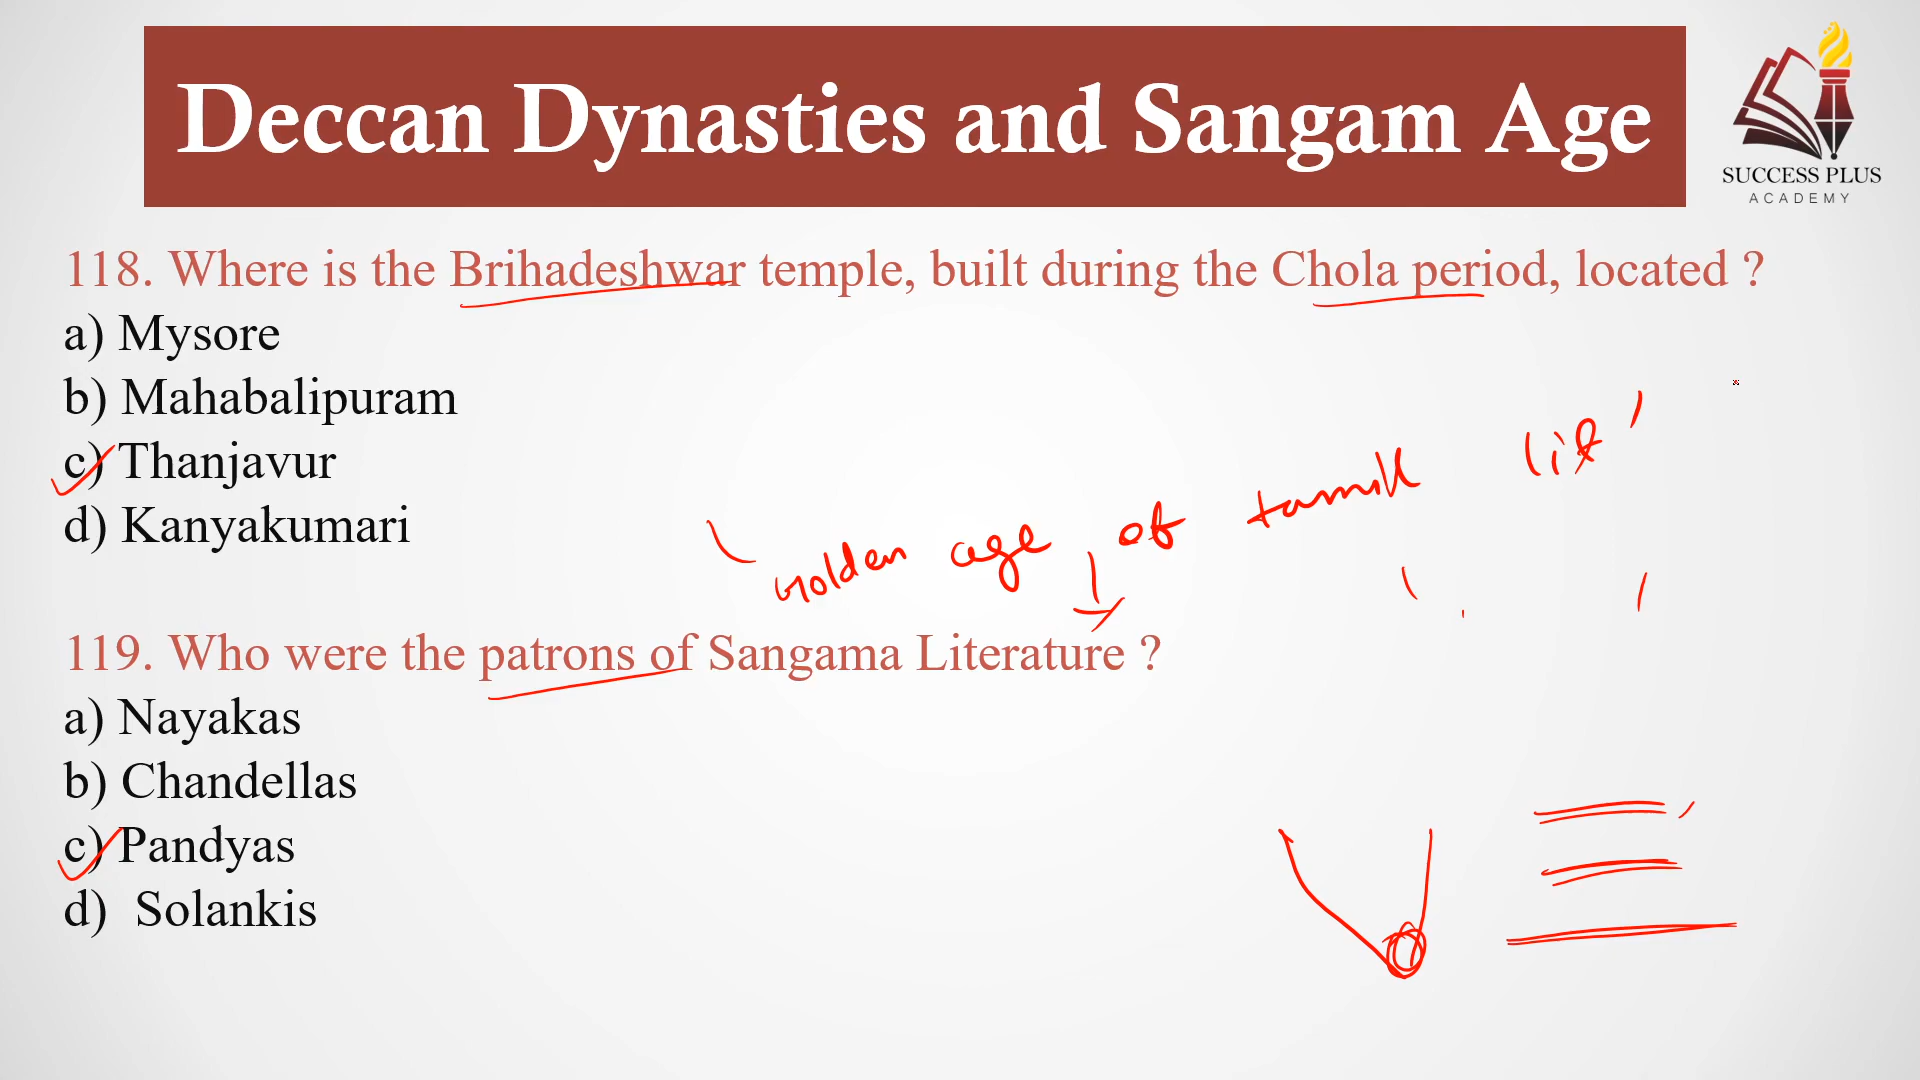 Deccan Dynasties and Sangam Age
SUCCESS PLUS
ACADEMY
118. Where is the Brihadeshwar temple, built during the Chola period, located ?
a) Mysore
b) Mahabalipuram
c) Thanjavur
d) Kanyakumari
Golden age of tamil lit
119. Who were the patrons of Sangama Literature ?
a) Nayakas
b) Chandellas
c) Pandyas
d) Solankis